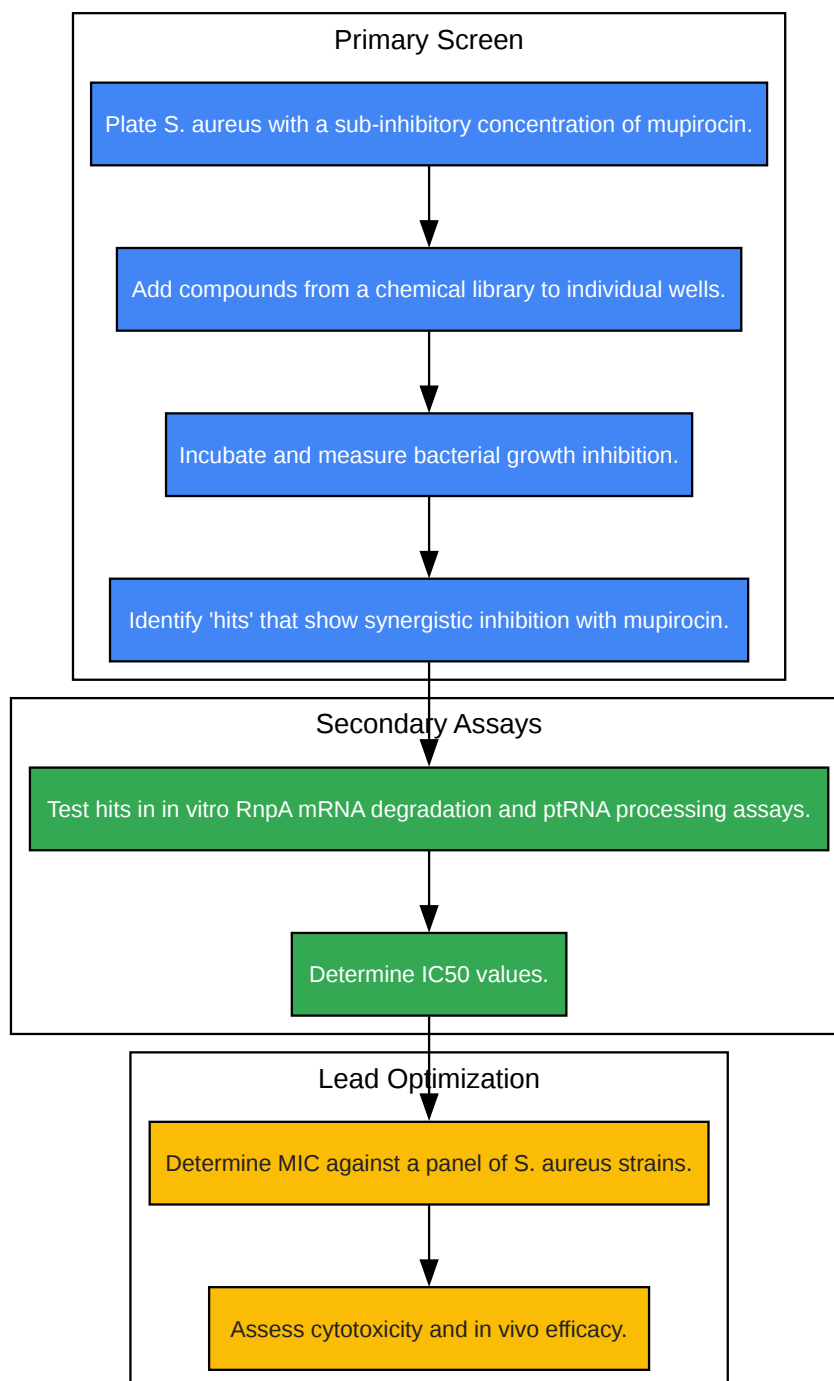 Primary Screen
Plate S. aureus with a sub-inhibitory concentration of mupirocin.
Add compounds from a chemical library to individual wells.
Incubate and measure bacterial growth inhibition.
Identify 'hits' that show synergistic inhibition with mupirocin.
Secondary Assays
Test hits in in vitro RnpA mRNA degradation and ptRNA processing assays.
Determine IC50 values.
Lead Optimization
Determine MIC against a panel of S. aureus strains.
Assess cytotoxicity and in vivo efficacy.